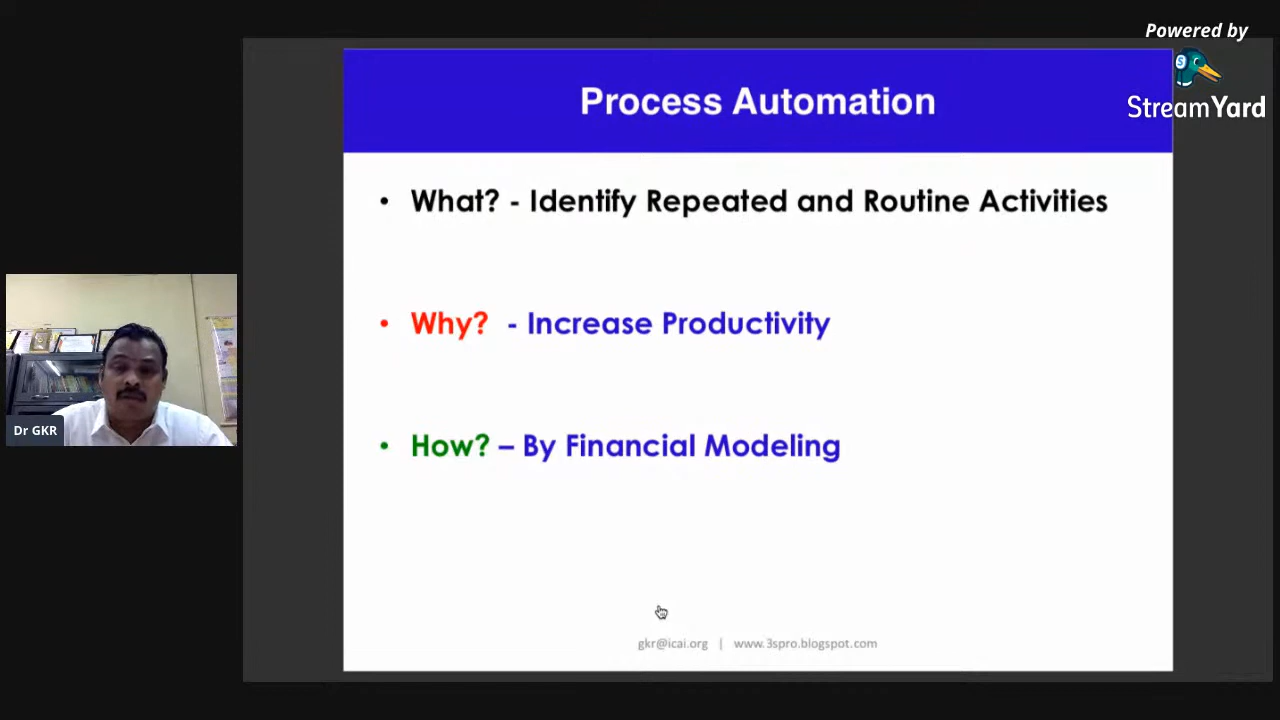 Powered by
StreamYard
Process Automation
• What? - Identify Repeated and Routine Activities
• Why? - Increase Productivity
• How? – By Financial Modeling
Dr GKR
gkr@icai.org | www.3spro.blogspot.com